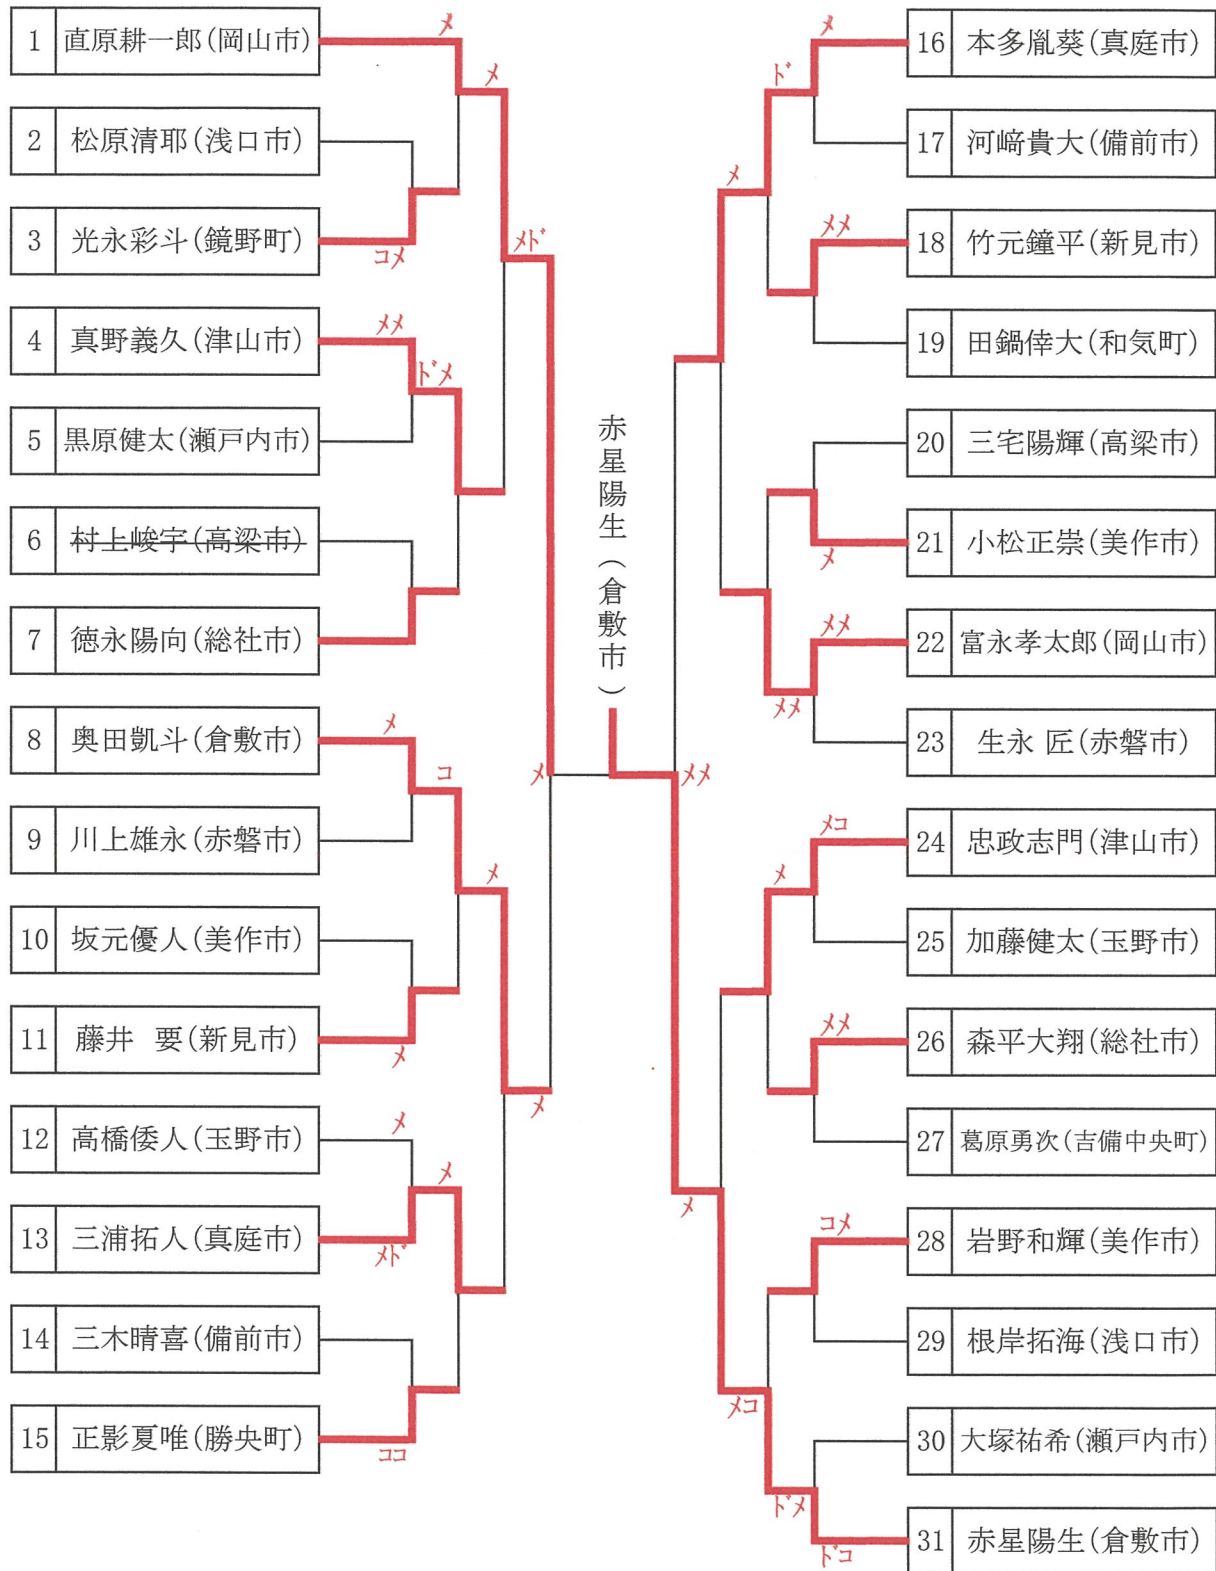 1 直原耕一郎(岡山市)
2 松原清耶(浅口市)
3 光永彩斗(鏡野町)
4 真野義久(津山市)
5 黒原健太(瀬戸内市)
6 村上峻宇(高梁市)
7 徳永陽向(総社市)
8 奥田凱斗(倉敷市)
9 川上雄永(赤磐市)
10 坂元優人(美作市)
11 藤井 要(新見市)
12 高橋倭人(玉野市)
13 三浦拓人(真庭市)
14 三木晴喜(備前市)
15 正影夏唯(勝央町)
メ
メ
コメ
メド
メメ
ドメ
メ
コ
メ
メ
メ
メ
メ
メド
ココ
メ
赤星陽生(倉敷市)
メメ
メ
ド
メ
メメ
メ
メメ
メメ
メコ
メ
メメ
メ
コメ
メコ
ドメ
ドコ
16 本多胤葵(真庭市)
17 河﨑貴大(備前市)
18 竹元鐘平(新見市)
19 田鍋倖大(和気町)
20 三宅陽輝(高梁市)
21 小松正崇(美作市)
22 富永孝太郎(岡山市)
23 生永 匠(赤磐市)
24 忠政志門(津山市)
25 加藤健太(玉野市)
26 森平大翔(総社市)
27 葛原勇次(吉備中央町)
28 岩野和輝(美作市)
29 根岸拓海(浅口市)
30 大塚祐希(瀬戸内市)
31 赤星陽生(倉敷市)